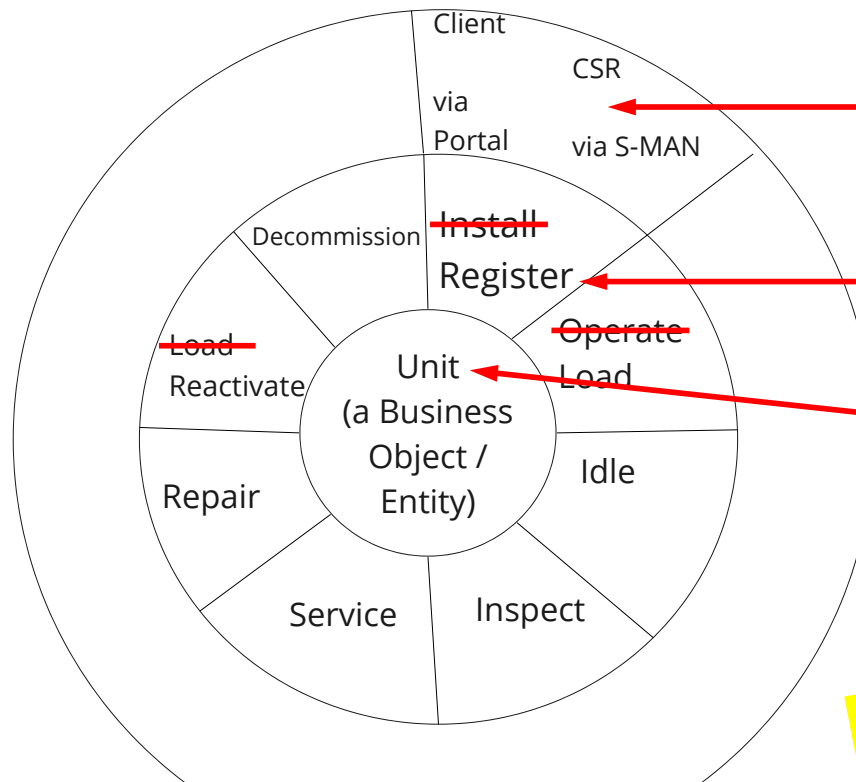 Client
CSR
via
Portal
via S-MAN
Decommission
Install
Register
Operate
Load
Load
Reactivate
Unit
(a Business
Object /
Entity)
Idle
Repair
Service
Inspect